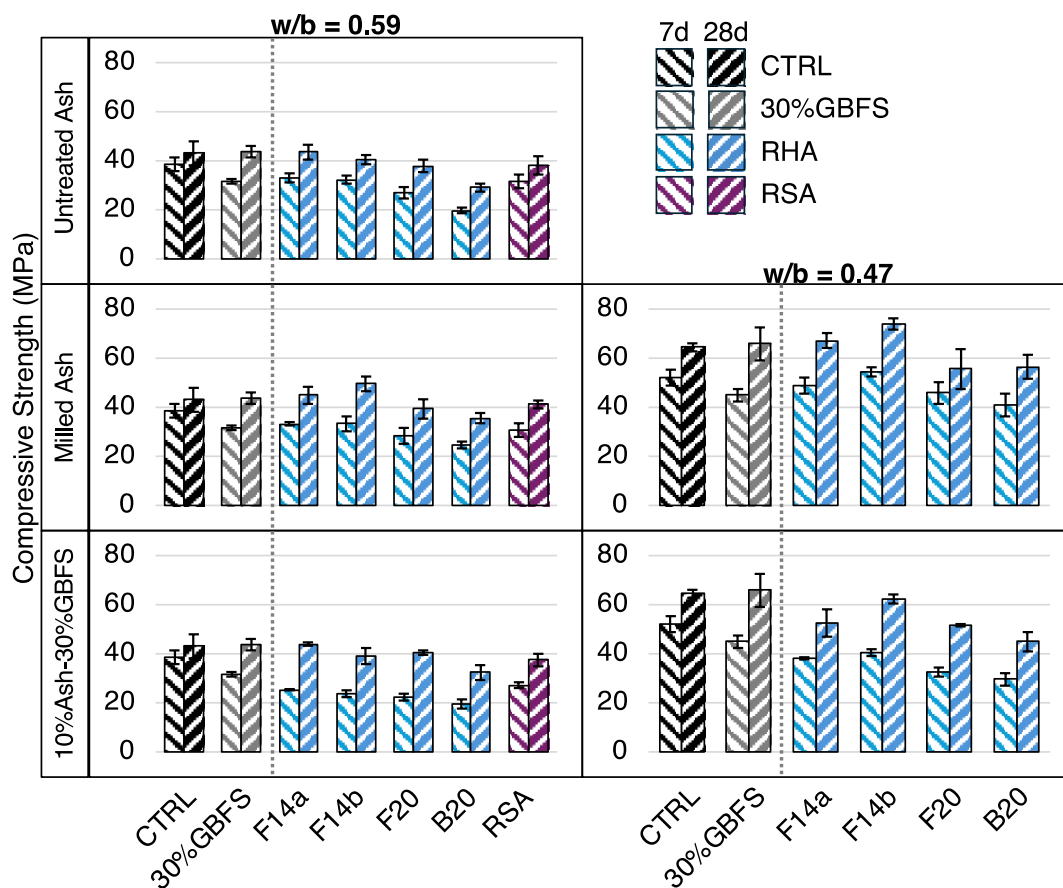 w/b = 0.59
7d 28d
CTRL
30%GBFS
RHA
RSA
Compressive Strength (MPa)
Untreated Ash
80
60
40
20
0
w/b = 0.47
Milled Ash
80
60
40
20
0
80
60
40
20
0
10%Ash-30%GBFS
80
60
40
20
0
80
60
40
20
0
CTRL
30%GBFS
F14a
F14b
F20
B20
RSA
CTRL
30%GBFS
F14a
F14b
F20
B20